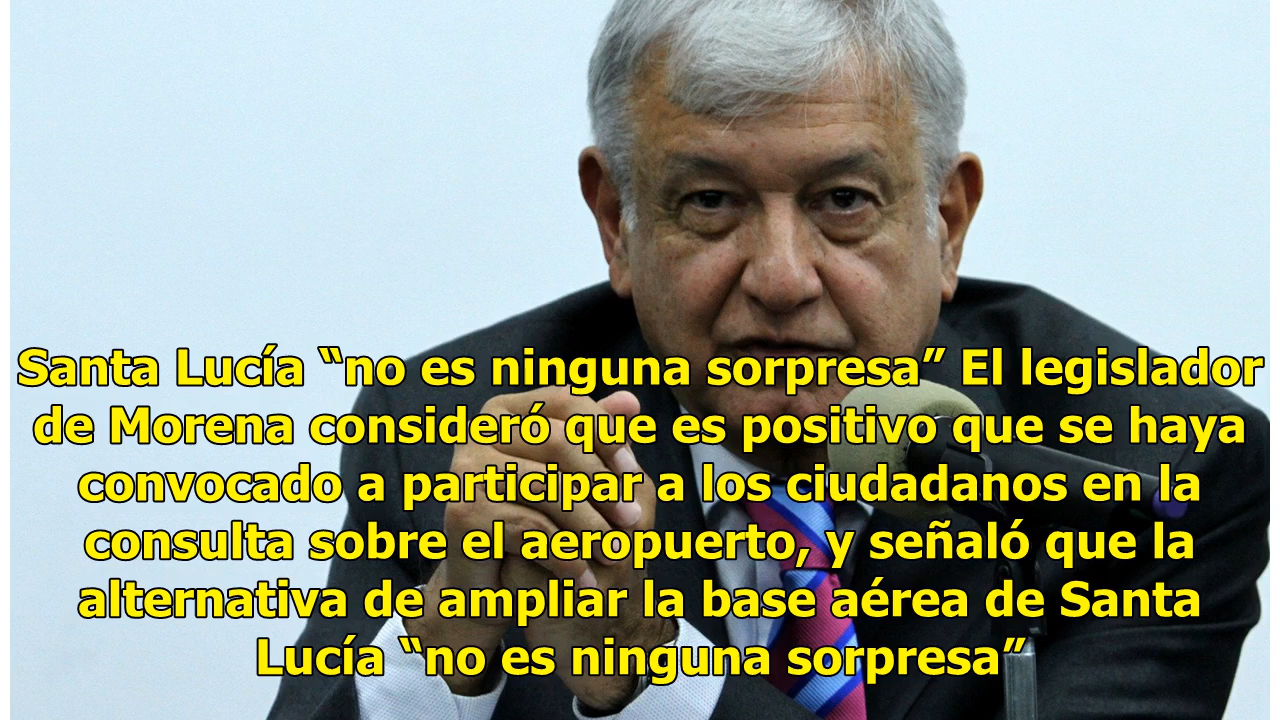 Santa Lucía “no es ninguna sorpresa” El legislador
de Morena consideró que es positivo que se haya
convocado a participar a los ciudadanos en la
consulta sobre el aeropuerto, y señaló que la
alternativa de ampliar la base aérea de Santa
Lucía “no es ninguna sorpresa”